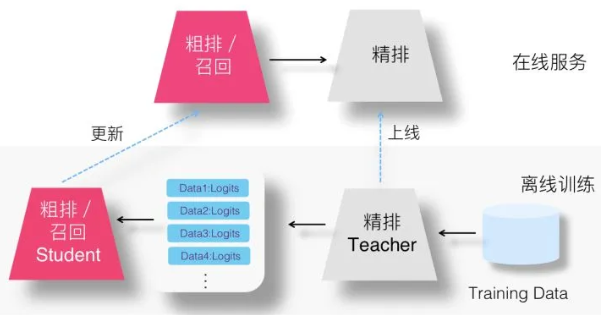 粗排 /
召回
精排
在线服务
更新
上线
离线训练
粗排 /
召回
Student
Data1:Logits
Data2:Logits
Data3:Logits
Data4:Logits
⋮
精排
Teacher
Training Data